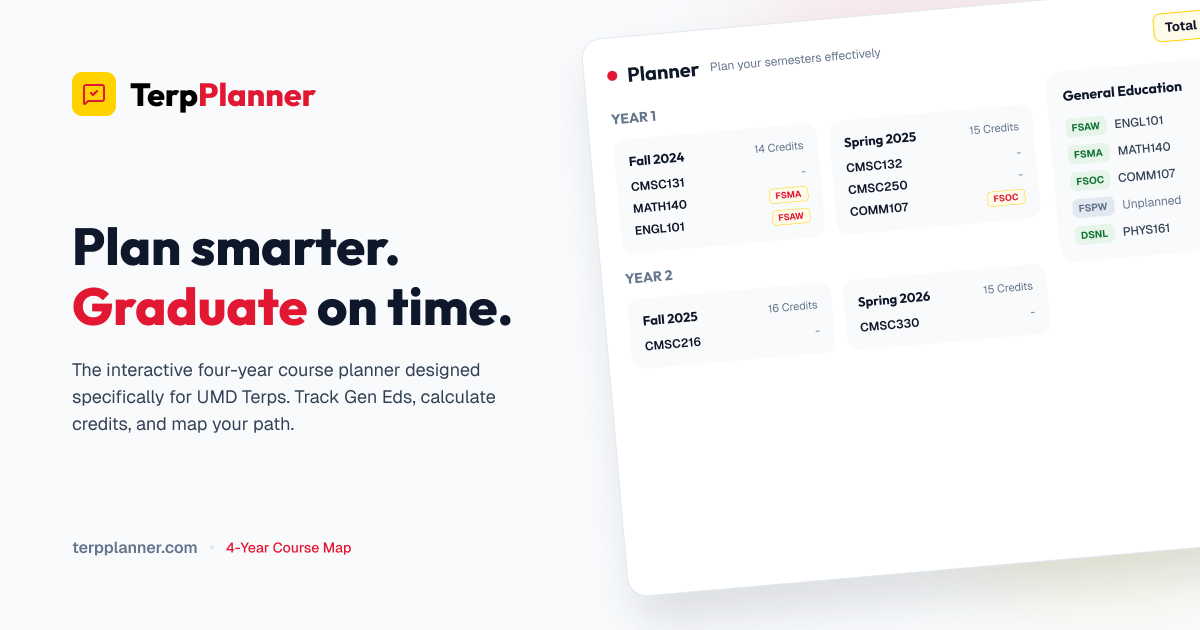 TerpPlanner
Plan smarter.
Graduate on time.
The interactive four-year course planner designed
specifically for UMD Terps. Track Gen Eds, calculate
credits, and map your path.
terpplanner.com • 4-Year Course Map
Planner Plan your semesters effectively
Total
YEAR 1
Fall 2024 14 Credits
CMSC131 -
MATH140 FSMA
ENGL101 FSAW
Spring 2025 15 Credits
CMSC132 -
CMSC250 -
COMM107 FSOC
YEAR 2
Fall 2025 16 Credits
CMSC216 -
Spring 2026 15 Credits
CMSC330 -
General Education
FSAW ENGL101
FSMA MATH140
FSOC COMM107
FSPW Unplanned
DSNL PHYS161